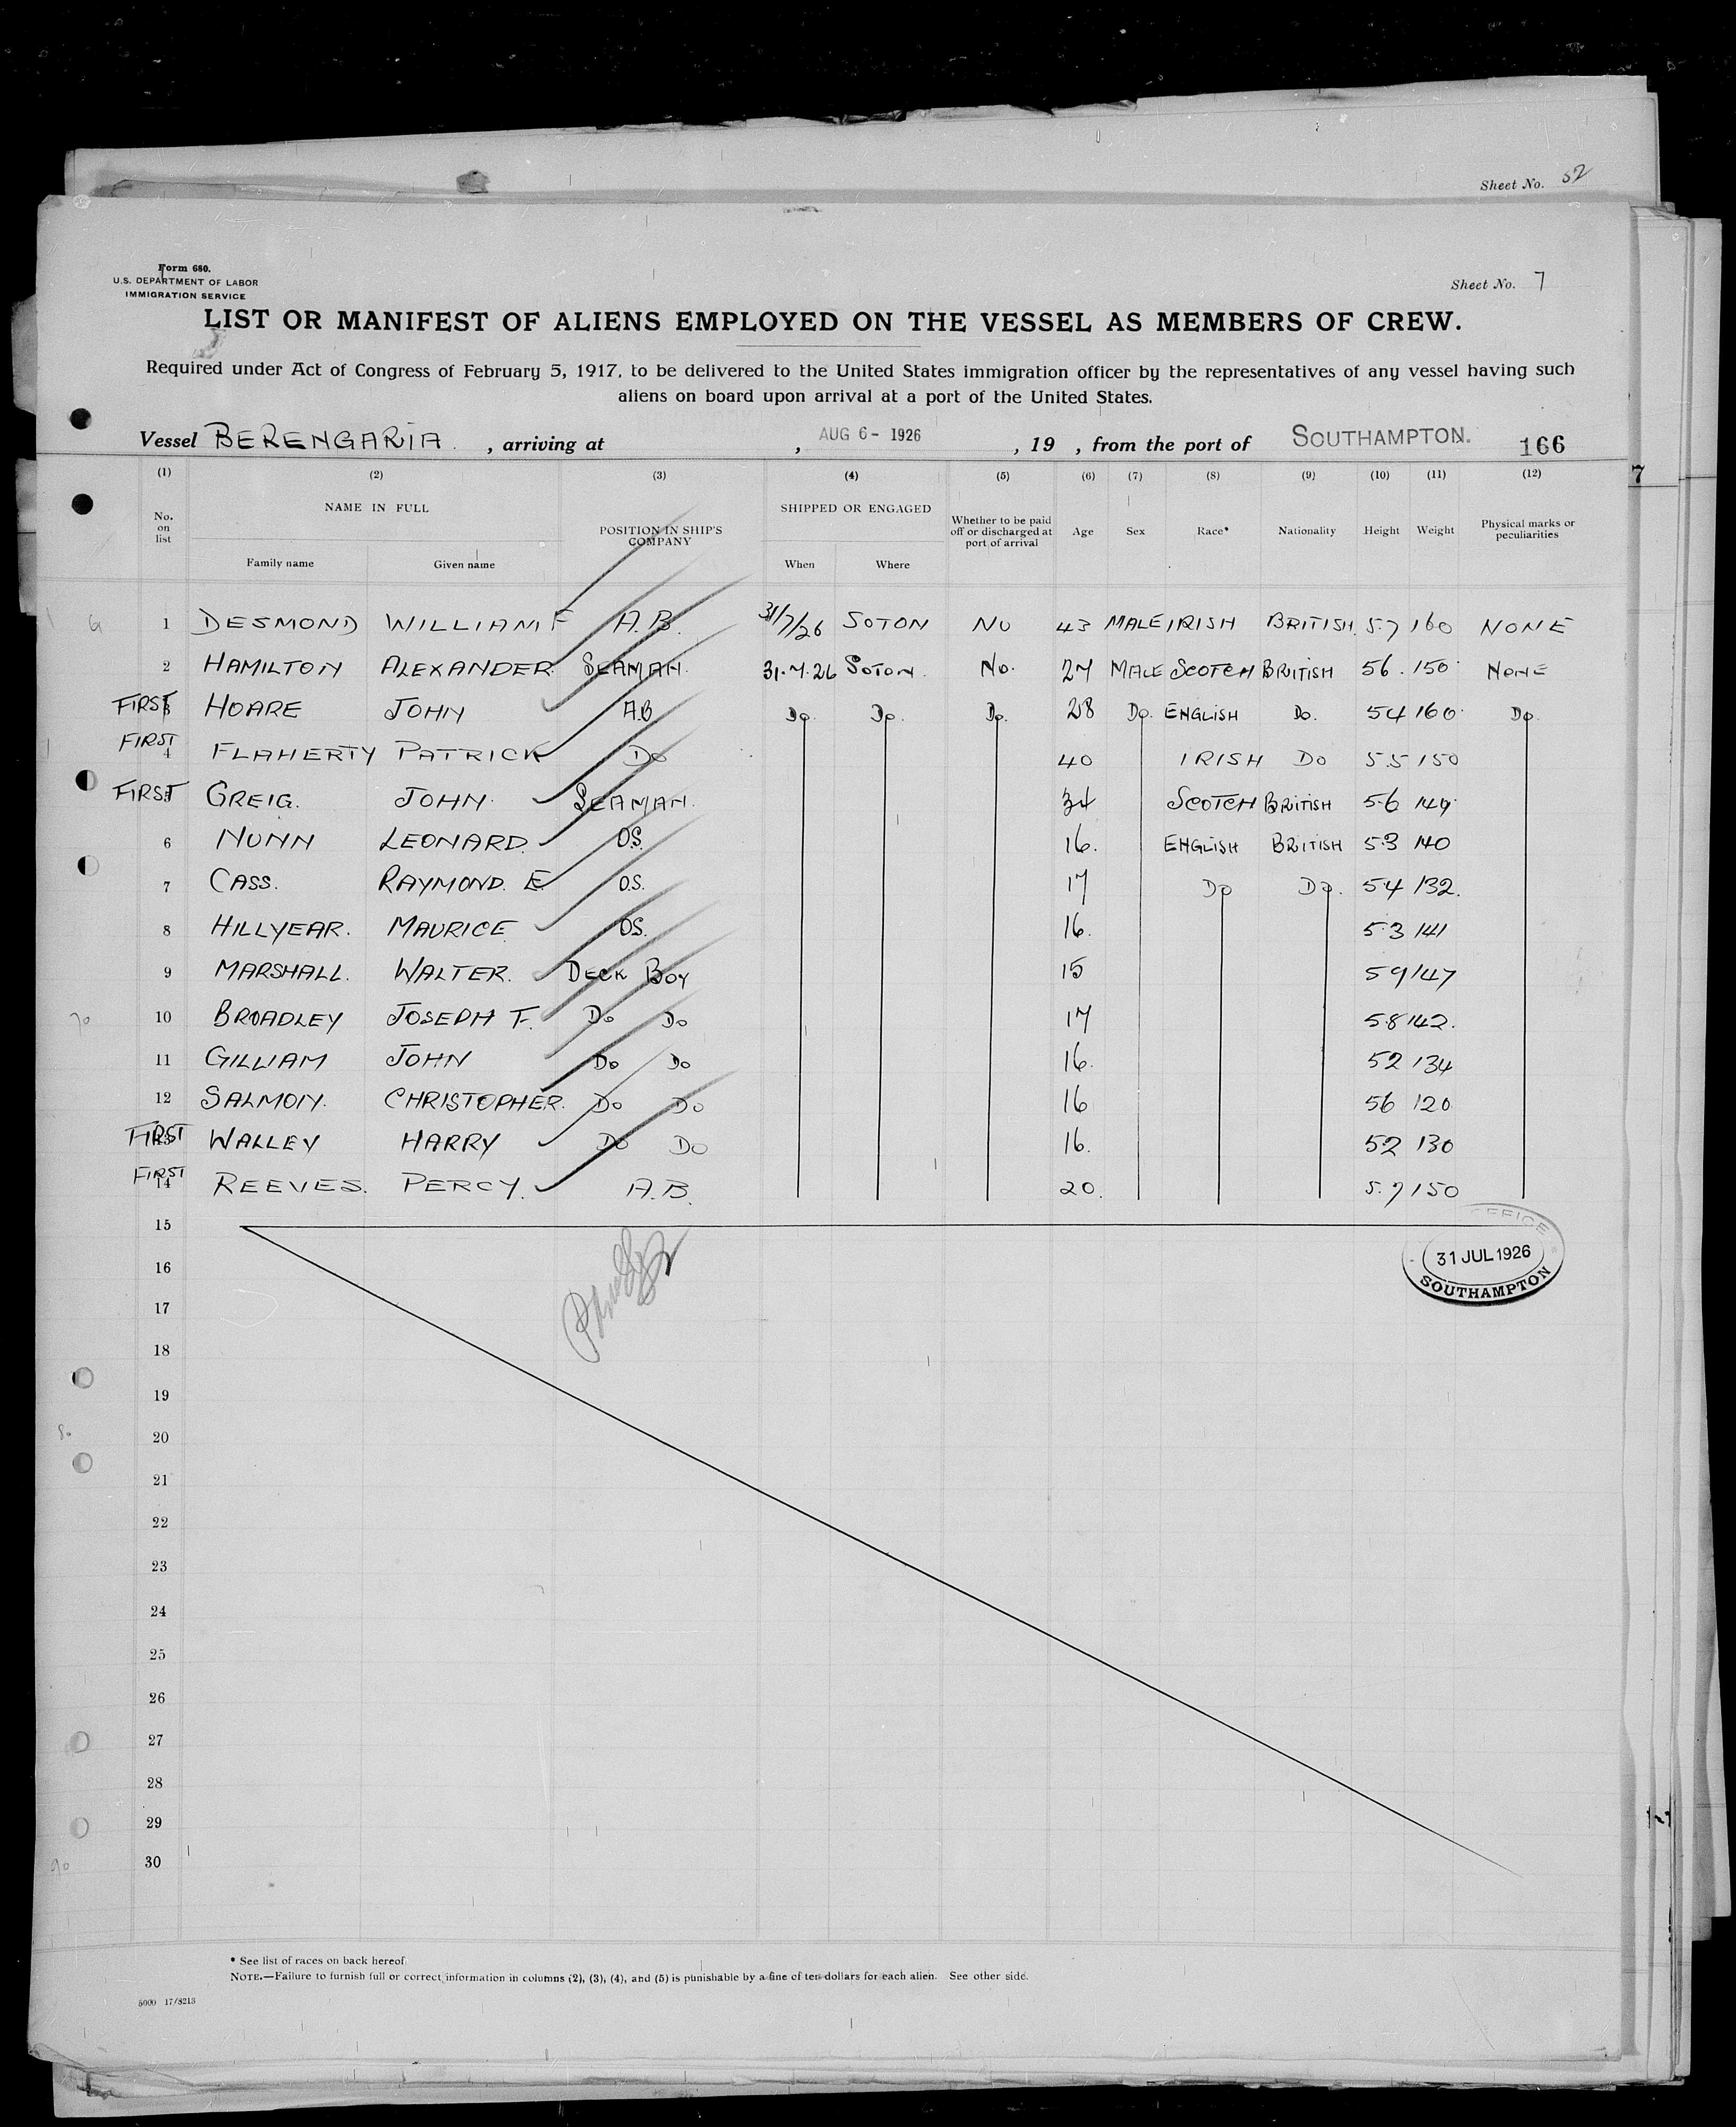 Sheet No. 52
Form 680.
U.S. DEPARTMENT OF LABOR
IMMIGRATION SERVICE
Sheet No. 7
LIST OR MANIFEST OF ALIENS EMPLOYED ON THE VESSEL AS MEMBERS OF CREW.
Required under Act of Congress of February 5, 1917, to be delivered to the United States immigration officer by the representatives of any vessel having such
aliens on board upon arrival at a port of the United States.
Vessel BERENGARIA , arriving at , AUG 6 - 1926 , 19 , from the port of SOUTHAMPTON. 166
(1) (2) (3) (4) (5) (6) (7) (8) (9) (10) (11) (12) 7
No. on list NAME IN FULL POSITION IN SHIP'S COMPANY SHIPPED OR ENGAGED Whether to be paid off or discharged at port of arrival Age Sex Race* Nationality Height Weight Physical marks or peculiarities
Family name Given name When Where
1 DESMOND WILLIAM F A.B. 31/7/26 SOTON NO 43 MALE IRISH BRITISH 5.7 160 NONE
2 HAMILTON ALEXANDER SEAMAN. 31.7.26 SOTON. No. 27 MALE SCOTCH BRITISH 56. 150 NONE
FIRST HOARE JOHN A.B Do. Do. Do. 28 Do. ENGLISH Do. 54 160 Do
FIRST 4 FLAHERTY PATRICK Do 40 IRISH DO 5.5 150
FIRST GREIG. JOHN. SEAMAN. 34 SCOTCH BRITISH 5.6 149
6 NUNN LEONARD. O.S. 16. ENGLISH BRITISH 5.3 140
7 CASS. RAYMOND. E O.S. 17 Do Do. 5.4 132.
8 HILLYEAR. MAURICE O.S. 16. 5.3 141
9 MARSHALL. WALTER. DECK BOY 15 59 147
10 BROADLEY JOSEPH F. Do Do 17 5.8 142.
11 GILLIAM JOHN Do Do 16. 52 134
12 SALMON. CHRISTOPHER. Do Do 16 56 120
FIRST WALLEY HARRY Do Do 16. 52 130
FIRST 14 REEVES. PERCY. A.B. 20. 5.7 150
15
16
17
18
19
20
21
22
23
24
25
26
27
28
29
30
OFFICE
31 JUL 1926
SOUTHAMPTON
* See list of races on back hereof
NOTE.—Failure to furnish full or correct information in columns (2), (3), (4), and (5) is punishable by a fine of ten dollars for each alien. See other side.
5000 17/8213